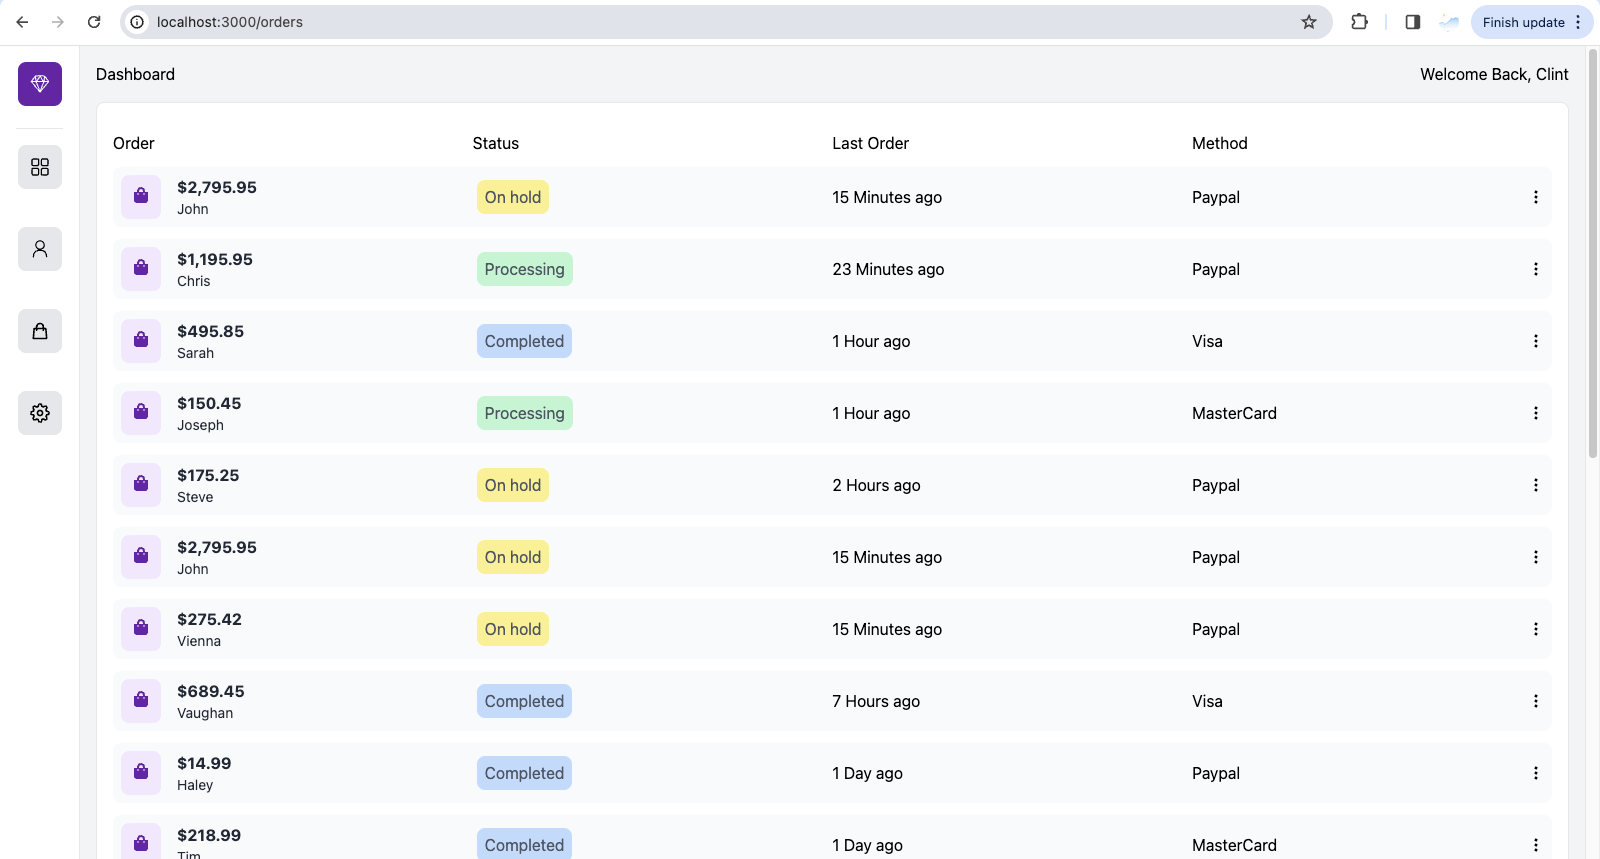 localhost:3000/orders
Finish update
Dashboard
Welcome Back, Clint
Order Status Last Order Method
$2,795.95
John
On hold
15 Minutes ago
Paypal
$1,195.95
Chris
Processing
23 Minutes ago
Paypal
$495.85
Sarah
Completed
1 Hour ago
Visa
$150.45
Joseph
Processing
1 Hour ago
MasterCard
$175.25
Steve
On hold
2 Hours ago
Paypal
$2,795.95
John
On hold
15 Minutes ago
Paypal
$275.42
Vienna
On hold
15 Minutes ago
Paypal
$689.45
Vaughan
Completed
7 Hours ago
Visa
$14.99
Haley
Completed
1 Day ago
Paypal
$218.99
Tim
Completed
1 Day ago
MasterCard